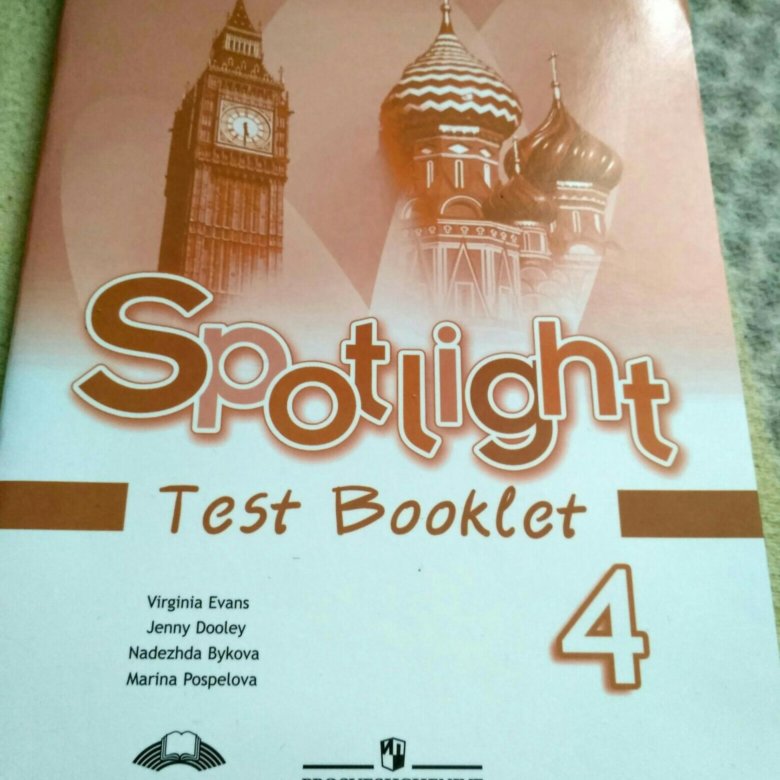 Spotlight
Test Booklet
4
Virginia Evans
Jenny Dooley
Nadezhda Bykova
Marina Pospelova